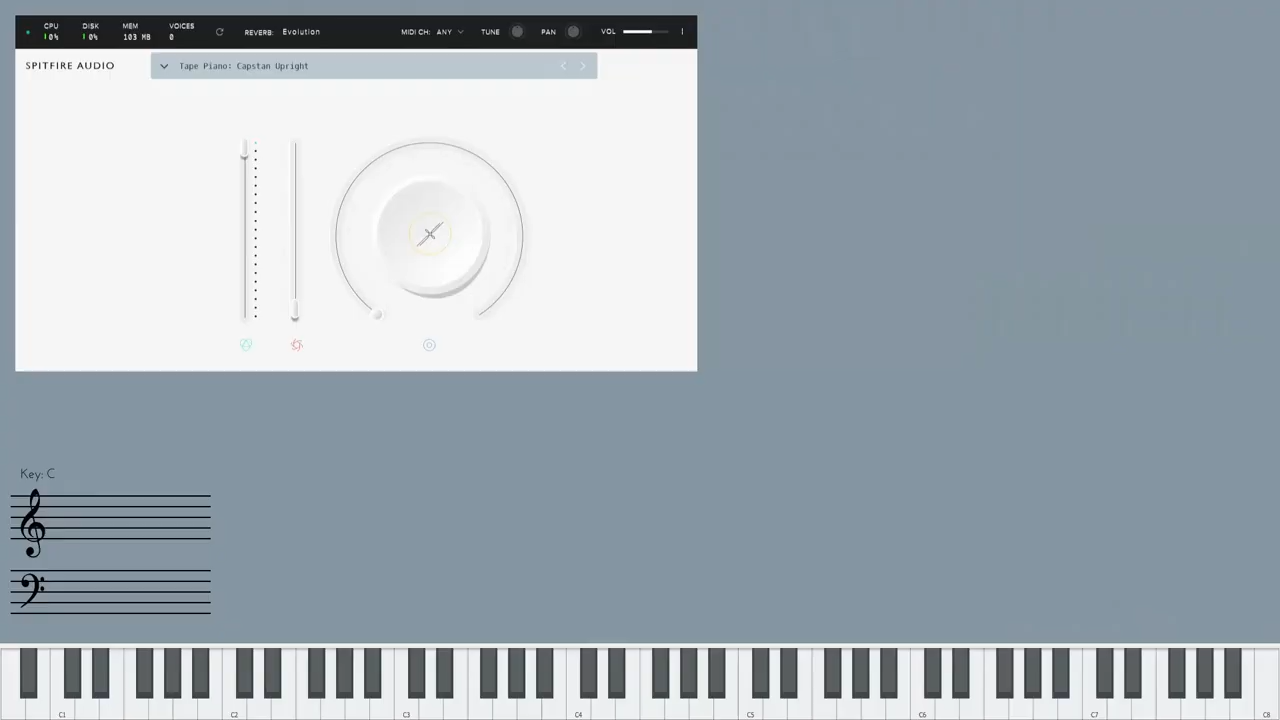 CPU DISK MEM VOICES
0% 0% 103 MB 0
REVERB: Evolution
MIDI CH: ANY
TUNE
PAN
VOL
SPITFIRE AUDIO
Tape Piano: Capstan Upright
Key: C
C1 C2 C3 C4 C5 C6 C7 C8